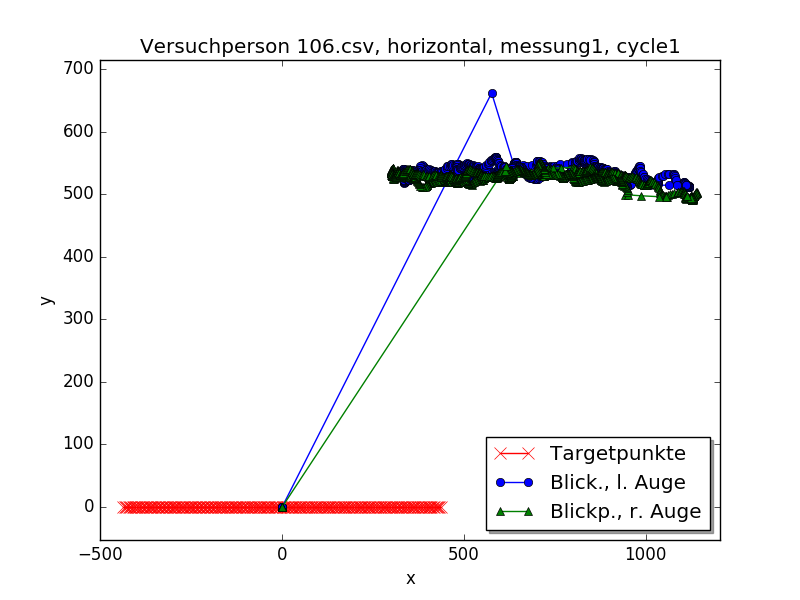 Versuchperson 106.csv, horizontal, messung1, cycle1
700
600
500
400
300
200
100
0
y
−500
0
500
1000
x
Targetpunkte
Blick., l. Auge
Blickp., r. Auge